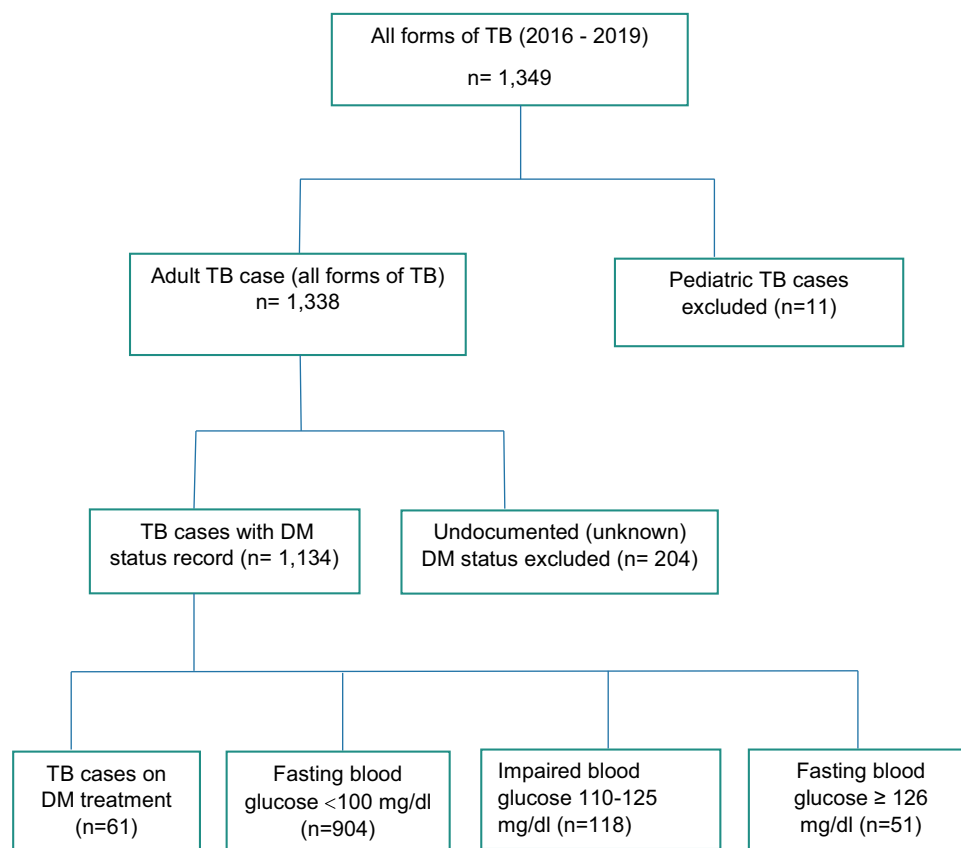 All forms of TB (2016 - 2019)
n= 1,349
Adult TB case (all forms of TB)
n= 1,338
Pediatric TB cases
excluded (n=11)
TB cases with DM
status record (n= 1,134)
Undocumented (unknown)
DM status excluded (n= 204)
TB cases on
DM treatment
(n=61)
Fasting blood
glucose <100 mg/dl
(n=904)
Impaired blood
glucose 110-125
mg/dl (n=118)
Fasting blood
glucose ≥ 126
mg/dl (n=51)